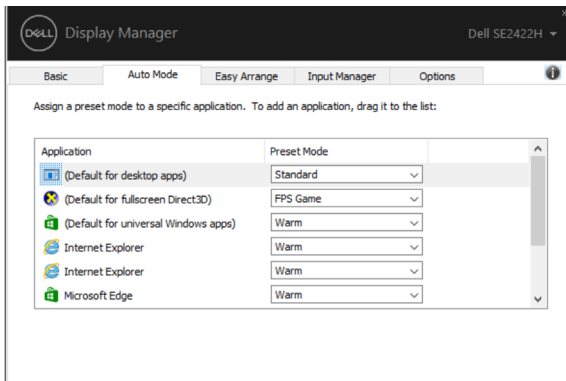 DELL Display Manager
Dell SE2422H
Basic Auto Mode Easy Arrange Input Manager Options
Assign a preset mode to a specific application. To add an application, drag it to the list:
Application Preset Mode
(Default for desktop apps) Standard
(Default for fullscreen Direct3D) FPS Game
(Default for universal Windows apps) Warm
Internet Explorer Warm
Internet Explorer Warm
Microsoft Edge Warm